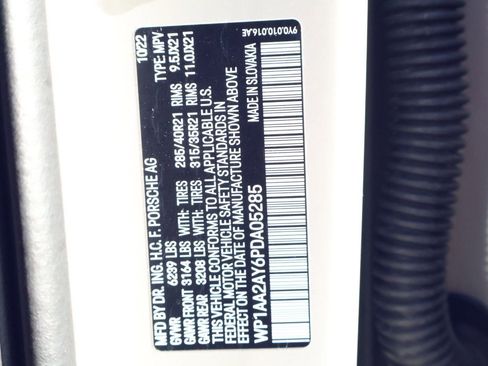 9Y0.010.016.AE
10/22
MFD BY DR. ING. H.C. F. PORSCHE AG
TYPE: MPV
GVWR 6239 LBS
GAWR FRONT 3164 LBS WITH: TIRES 285/40R21 RIMS 9.5JX21
GAWR REAR 3208 LBS WITH: TIRES 315/35R21 RIMS 11.0JX21
THIS VEHICLE CONFORMS TO ALL APPLICABLE U.S.
FEDERAL MOTOR VEHICLE SAFETY STANDARDS IN
EFFECT ON THE DATE OF MANUFACTURE SHOWN ABOVE
MADE IN SLOVAKIA
WP1AA2AY6PDA05285